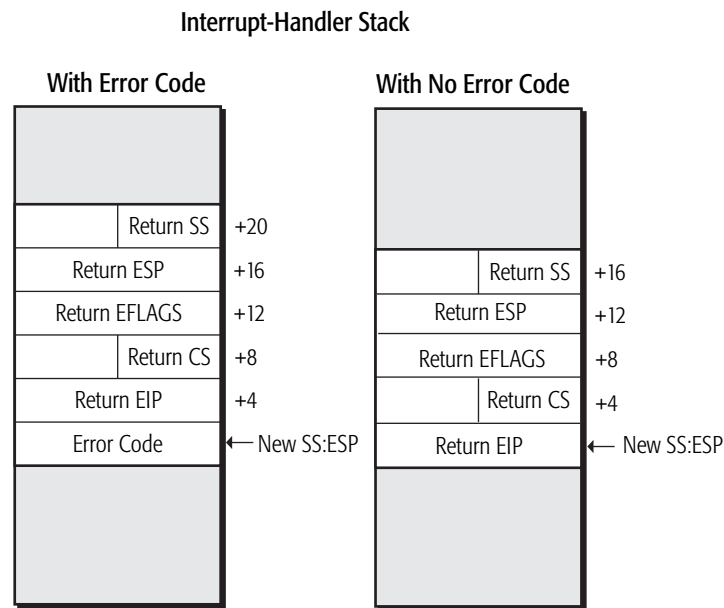 Interrupt-Handler Stack
With Error Code
Return SS +20
Return ESP +16
Return EFLAGS +12
Return CS +8
Return EIP +4
Error Code New SS:ESP
With No Error Code
Return SS +16
Return ESP +12
Return EFLAGS +8
Return CS +4
Return EIP New SS:ESP